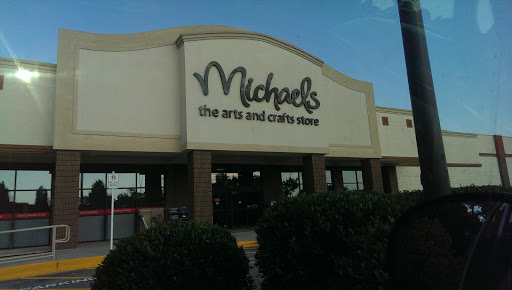 Michaels
the arts and crafts store